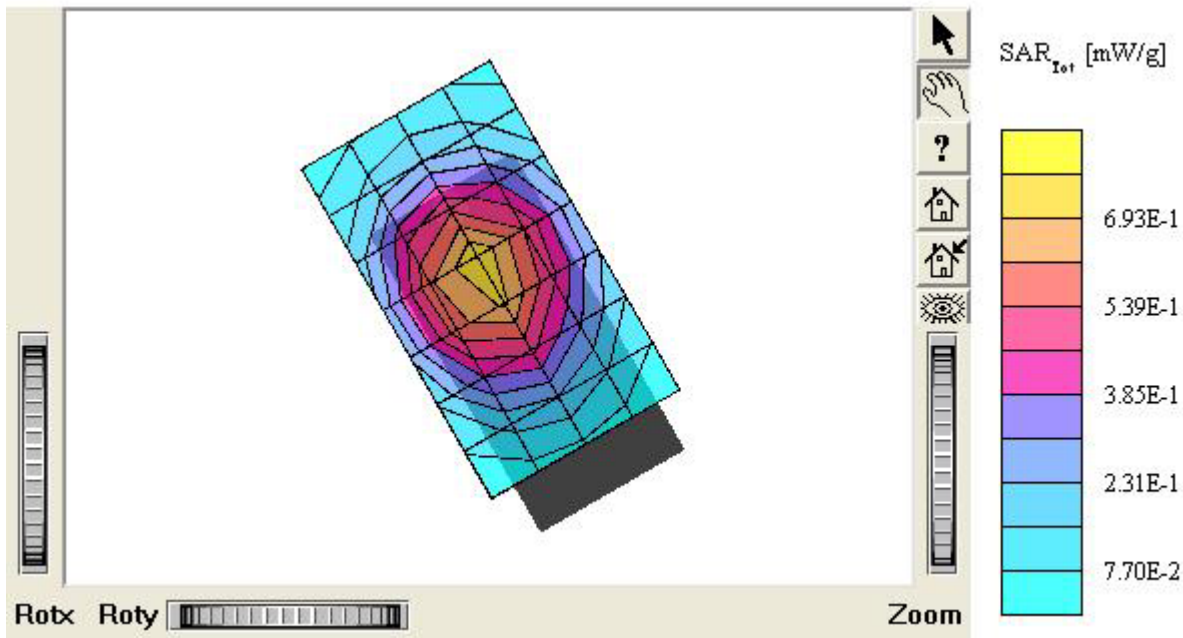 SAR_Tot [mW/g]
?
6.93E-1
5.39E-1
3.85E-1
2.31E-1
7.70E-2
Rotx Roty Zoom